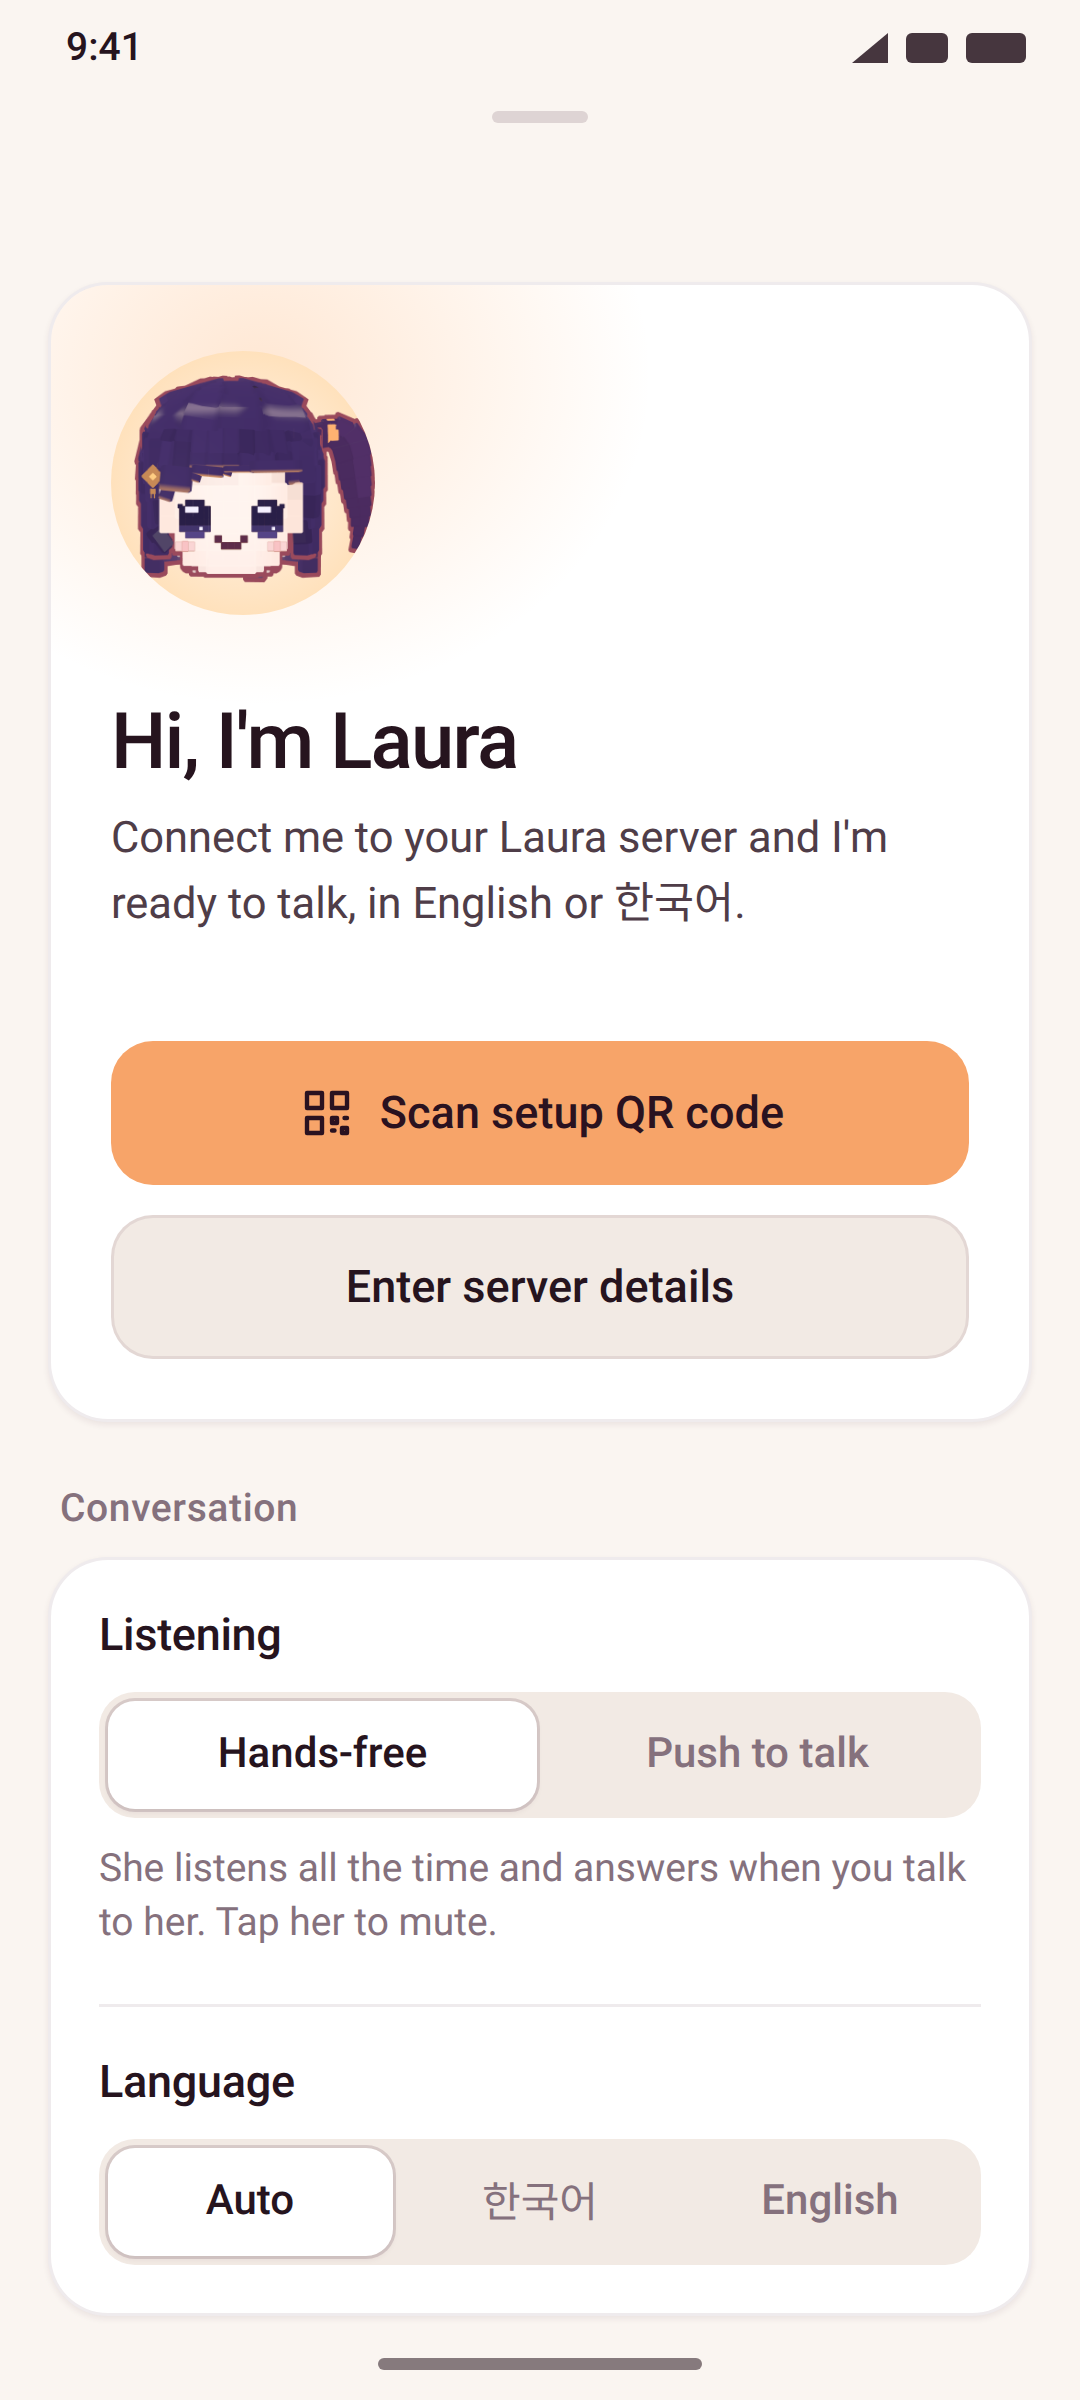 9:41
Hi, I'm Laura
Connect me to your Laura server and I'm
ready to talk, in English or 한국어.
Scan setup QR code
Enter server details
Conversation
Listening
Hands-free
Push to talk
She listens all the time and answers when you talk
to her. Tap her to mute.
Language
Auto
한국어
English